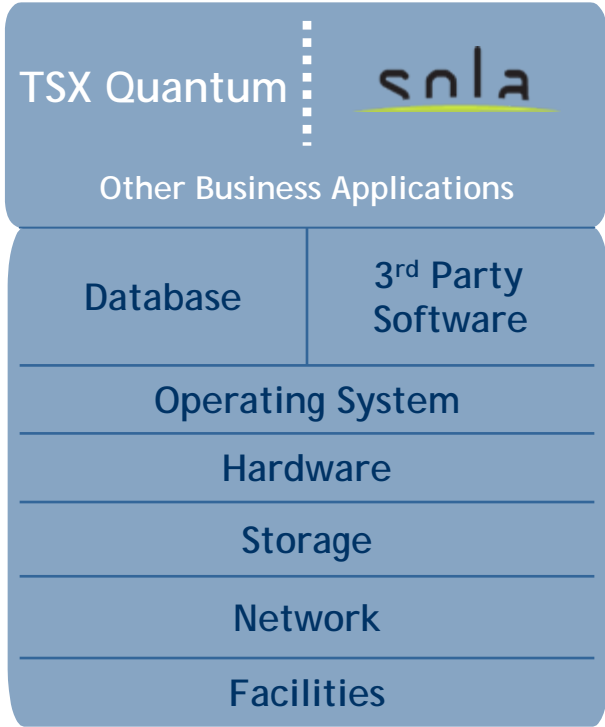 TSX Quantum
sola
Other Business Applications
Database
3rd Party
Software
Operating System
Hardware
Storage
Network
Facilities